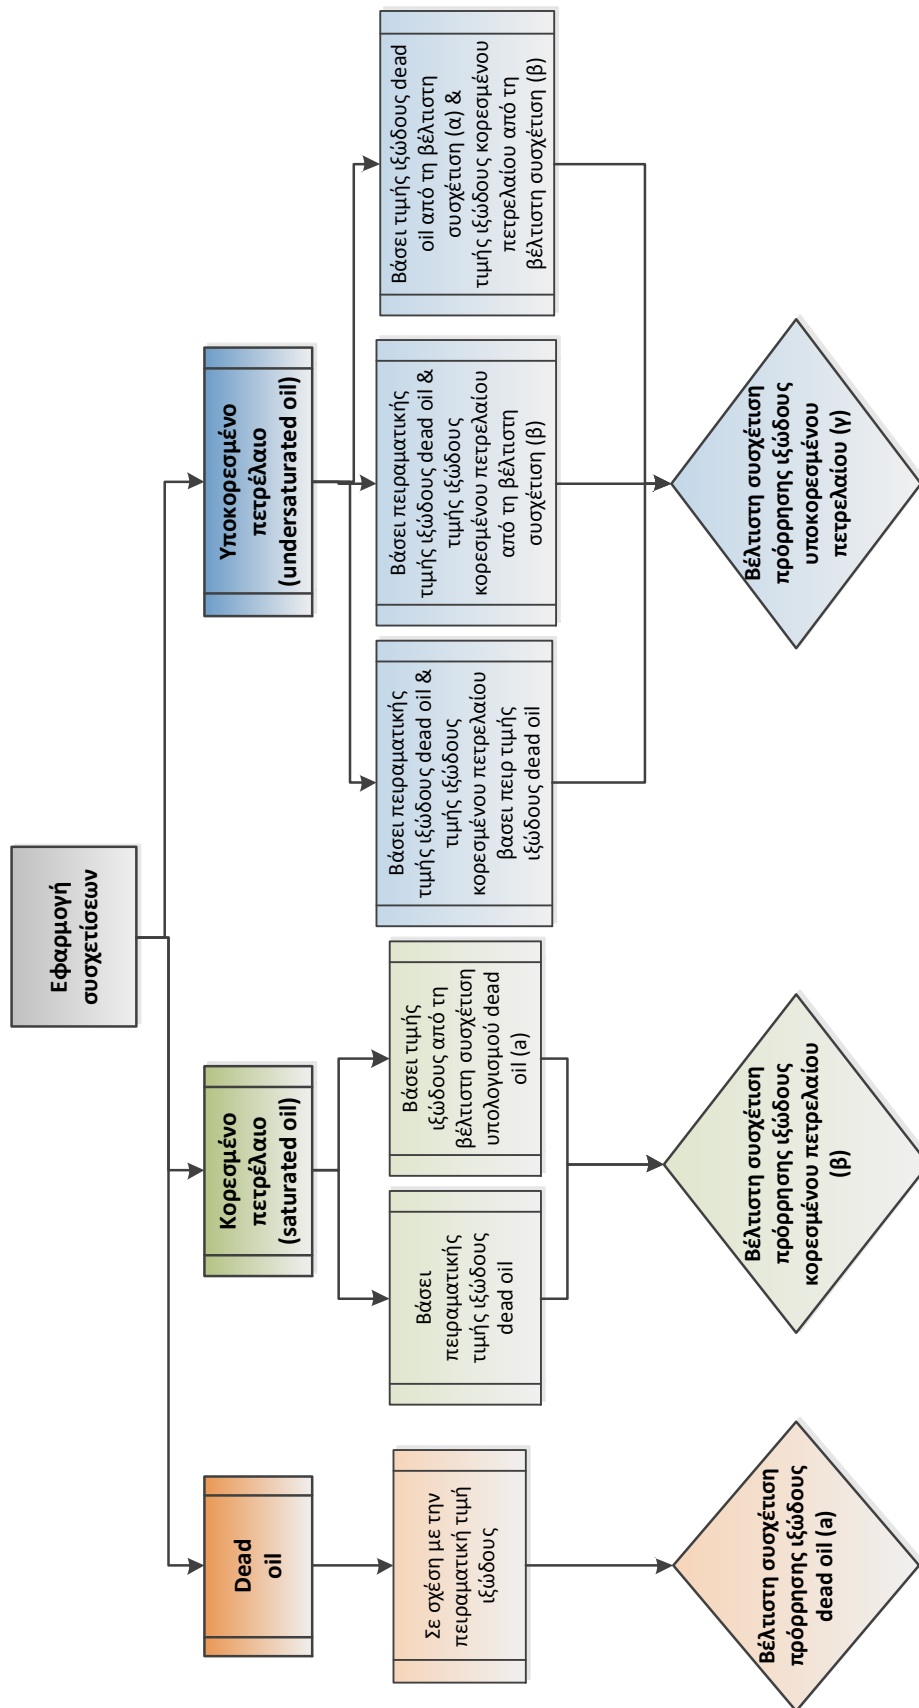 Εφαρμογή
συσχετίσεων
Dead
oil
Κορεσμένο
πετρέλαιο
(saturated oil)
Υποκορεσμένο
πετρέλαιο
(undersaturated oil)
Σε σχέση με την
πειραματική τιμή
ιξώδους
Βάσει
πειραματικής
τιμής ιξώδους
dead oil
Βάσει τιμής
ιξώδους από τη
βέλτιστη συσχέτιση
υπολογισμού dead
oil (a)
Βάσει πειραματικής
τιμής ιξώδους dead oil &
τιμής ιξώδους
κορεσμένου πετρελαίου
βασει πειρ τιμής
ιξώδους dead oil
Βάσει πειραματικής
τιμής ιξώδους dead oil &
τιμής ιξώδους
κορεσμένου πετρελαίου
από τη βέλτιστη
συσχέτιση (β)
Βάσει τιμής ιξώδους dead
oil από τη βέλτιστη
συσχέτιση (α) &
τιμής ιξώδους κορεσμένου
πετρελαίου από τη
βέλτιστη συσχέτιση (β)
Βέλτιστη συσχέτιση
πρόρρησης ιξώδους
dead oil (a)
Βέλτιστη συσχέτιση
πρόρρησης ιξώδους
κορεσμένου πετρελαίου
(β)
Βέλτιστη συσχέτιση
πρόρρησης ιξώδους
υποκορεσμένου
πετρελαίου (γ)